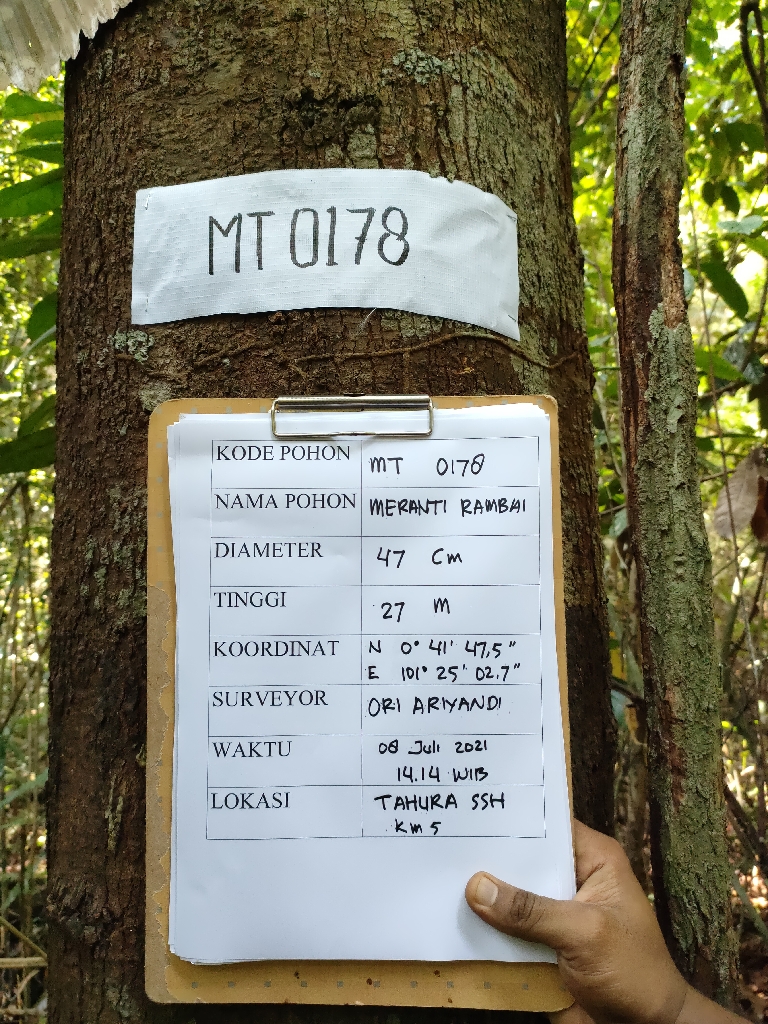 MT 0178
KODE POHON MT 0178
NAMA POHON MERANTI RAMBAI
DIAMETER 47 Cm
TINGGI 27 M
KOORDINAT N 0° 41' 47,5"
E 101° 25' 02.7"
SURVEYOR ORI ARIYANDI
WAKTU 08 Juli 2021
14.14 WIB
LOKASI TAHURA SSH
Km 5